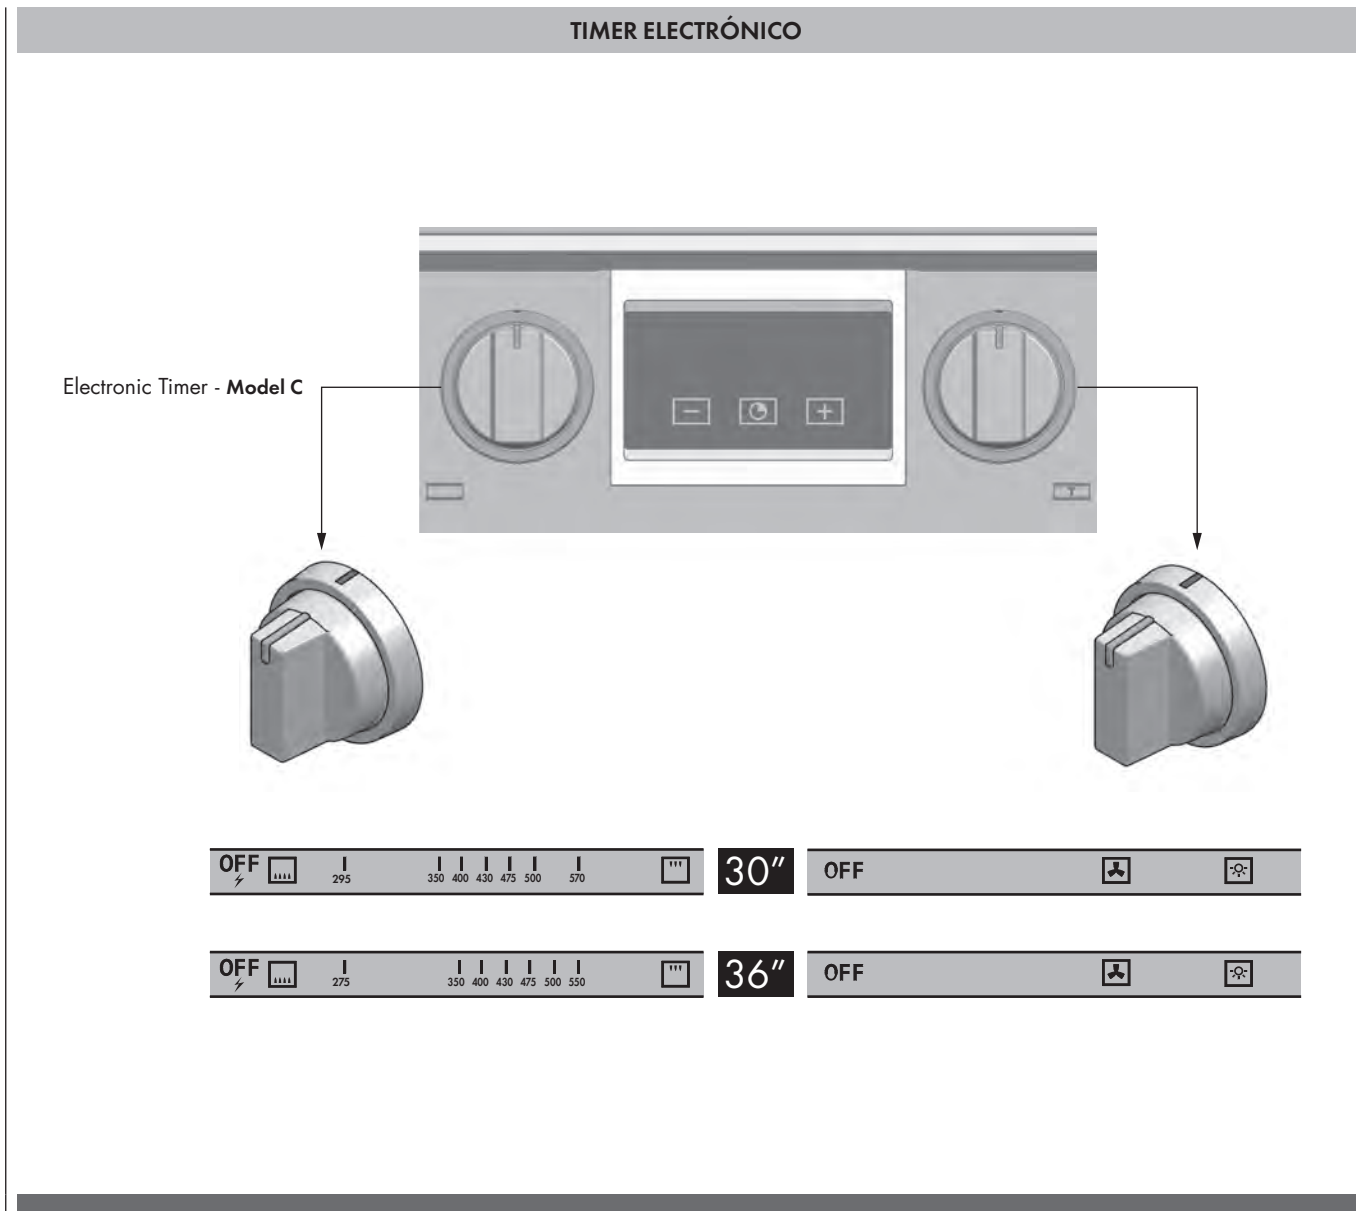 TIMER ELECTRÓNICO
Electronic Timer - Model C
T
OFF 295 350 400 430 475 500 570 30″ OFF
OFF 275 350 400 430 475 500 550 36″ OFF